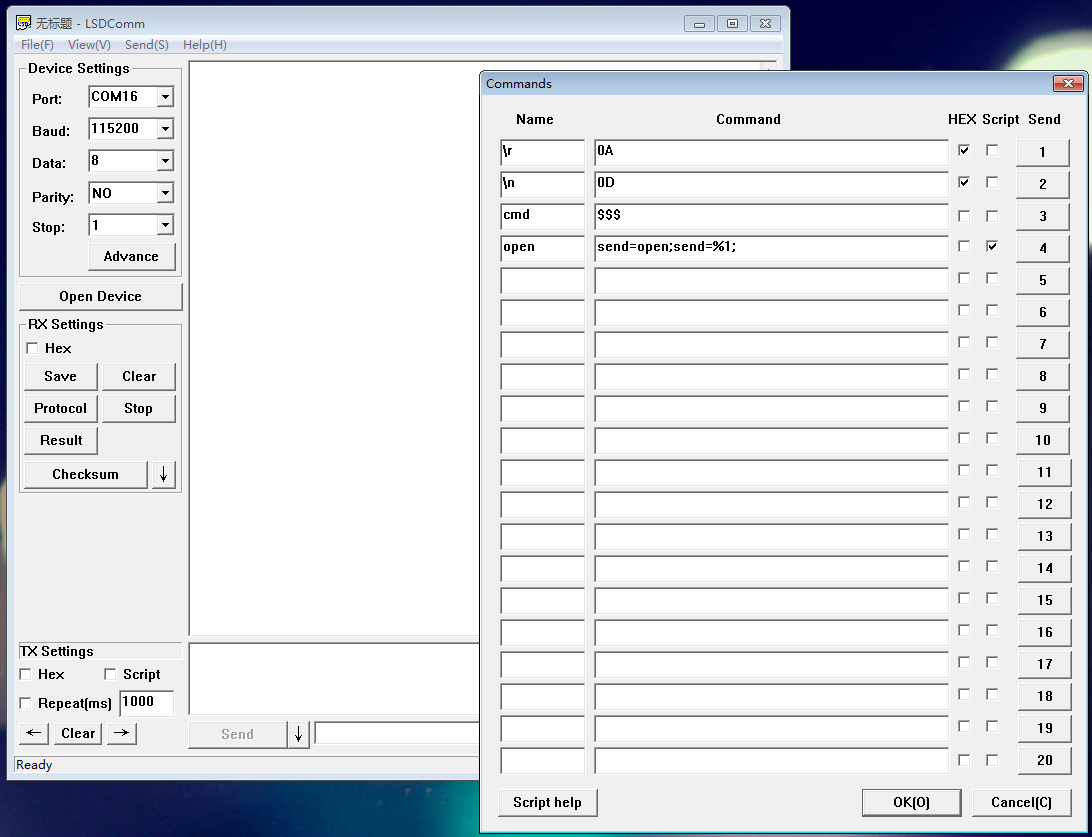 无标题 - LSDComm
File(F) View(V) Send(S) Help(H)
Device Settings
Port: COM16
Baud: 115200
Data: 8
Parity: NO
Stop: 1
Advance
Open Device
RX Settings
Hex
Save Clear
Protocol Stop
Result
Checksum ↓
TX Settings
Hex Script
Repeat(ms) 1000
← Clear →
Send ↓
Ready
Commands
Name Command HEX Script Send
\r 0A 1
\n 0D 2
cmd $$$ 3
open send=open;send=%1; 4
5
6
7
8
9
10
11
12
13
14
15
16
17
18
19
20
Script help OK(O) Cancel(C)